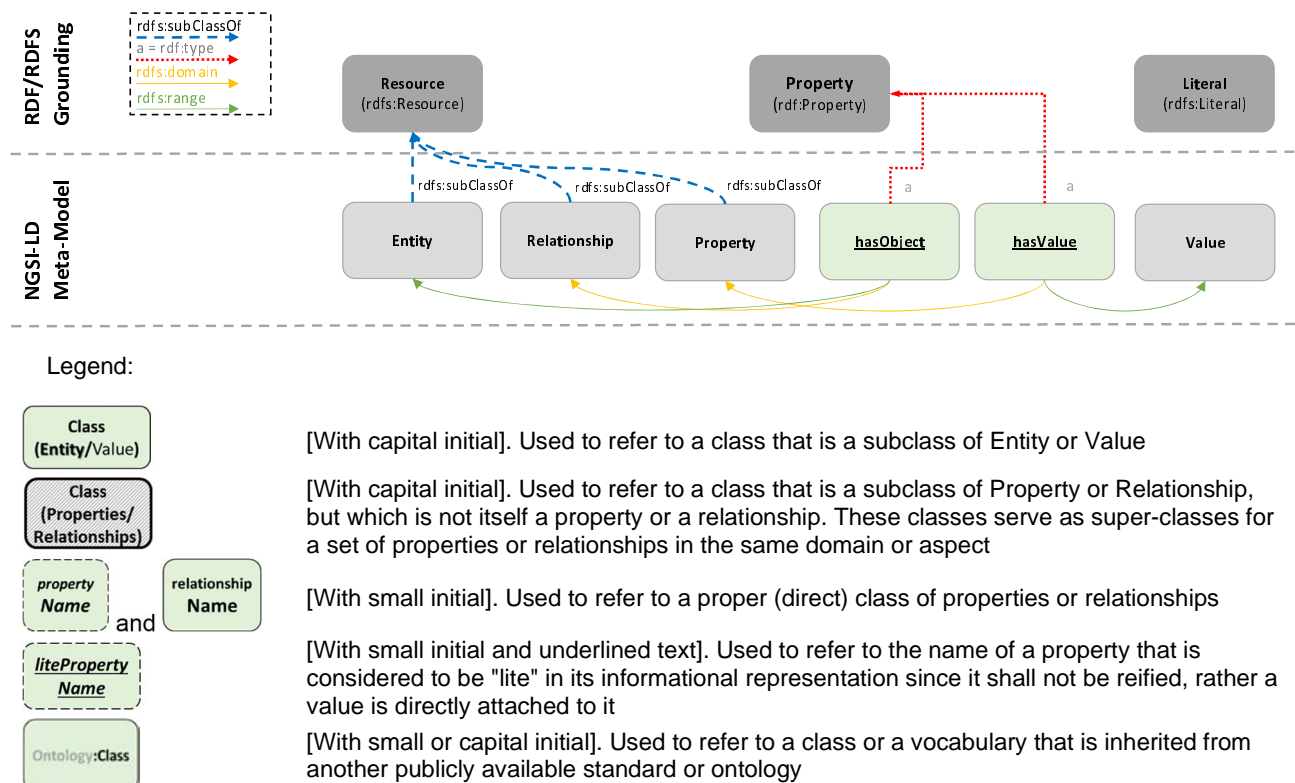 RDF/RDFS
Grounding
rdfs:subClassOf
a = rdf:type
rdfs:domain
rdfs:range
Resource
(rdfs:Resource)
Property
(rdf:Property)
Literal
(rdfs:Literal)
NGSI-LD
Meta-Model
rdfs:subClassOf
rdfs:subClassOf
rdfs:subClassOf
a
a
Entity
Relationship
Property
hasObject
hasValue
Value
Legend:
Class
(Entity/Value)
[With capital initial]. Used to refer to a class that is a subclass of Entity or Value
Class
(Properties/
Relationships)
[With capital initial]. Used to refer to a class that is a subclass of Property or Relationship,
but which is not itself a property or a relationship. These classes serve as super-classes for
a set of properties or relationships in the same domain or aspect
property
Name
and
relationship
Name
[With small initial]. Used to refer to a proper (direct) class of properties or relationships
liteProperty
Name
[With small initial and underlined text]. Used to refer to the name of a property that is
considered to be "lite" in its informational representation since it shall not be reified, rather a
value is directly attached to it
Ontology:Class
[With small or capital initial]. Used to refer to a class or a vocabulary that is inherited from
another publicly available standard or ontology